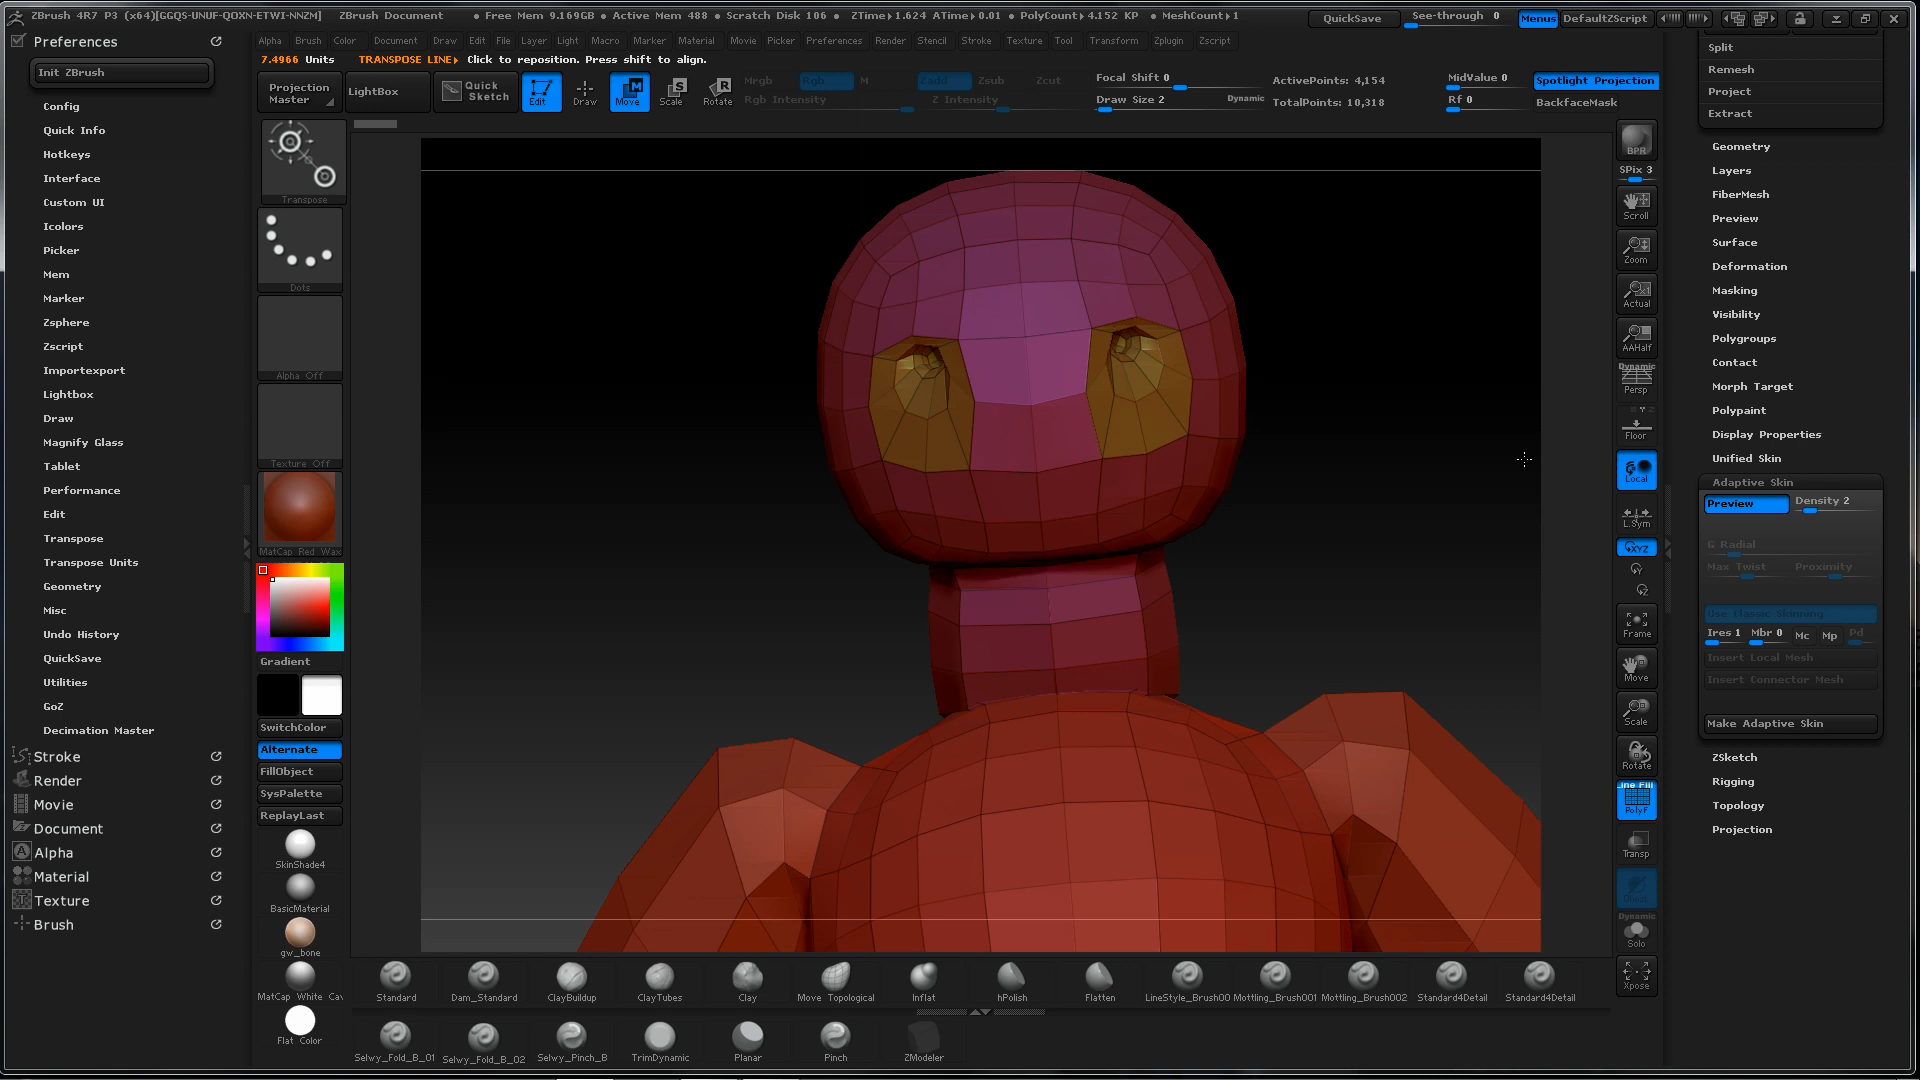 ZBrush 4R7 P3 (x64)[GGQS-UNUF-QOXN-ETWI-NNZM] ZBrush Document • Free Mem 9.169GB • Active Mem 488 • Scratch Disk 106 • ZTime▸1.624 ATime▸0.01 • PolyCount▸4.152 KP • MeshCount▸1 QuickSave See-through 0 Menus DefaultZScript
Preferences
Alpha Brush Color Document Draw Edit File Layer Light Macro Marker Material Movie Picker Preferences Render Stencil Stroke Texture Tool Transform Zplugin Zscript
7.4966 Units TRANSPOSE LINE▸ Click to reposition. Press shift to align.
Init ZBrush
Config
Quick Info
Hotkeys
Interface
Custom UI
Icolors
Picker
Mem
Marker
Zsphere
Zscript
Importexport
Lightbox
Draw
Magnify Glass
Tablet
Performance
Edit
Transpose
Transpose Units
Geometry
Misc
Undo History
QuickSave
Utilities
GoZ
Decimation Master
Stroke
Render
Movie
Document
Alpha
Material
Texture
Brush
Projection Master
LightBox
Quick Sketch
Edit
Draw
Move
Scale
Rotate
Mrgb Rgb M
Rgb Intensity
Zadd Zsub Zcut
Z Intensity
Focal Shift 0
Draw Size 2 Dynamic
ActivePoints: 4,154
TotalPoints: 10,318
MidValue 0
Rf 0
Spotlight Projection
BackfaceMask
Transpose
Dots
Alpha Off
Texture Off
MatCap Red Wax
Gradient
SwitchColor
Alternate
FillObject
SysPalette
ReplayLast
SkinShade4
BasicMaterial
gw_bone
MatCap White Cav
Flat Color
BPR
SPix 3
Scroll
Zoom
Actual
AAHalf
Dynamic
Persp
Floor
Local
L.Sym
XYZ
Frame
Move
Scale
Rotate
Line Fill
PolyF
Transp
Ghost
Dynamic
Solo
Xpose
Split
Remesh
Project
Extract
Geometry
Layers
FiberMesh
Preview
Surface
Deformation
Masking
Visibility
Polygroups
Contact
Morph Target
Polypaint
Display Properties
Unified Skin
Adaptive Skin
Preview Density 2
G Radial
Max Twist Proximity
Use Classic Skinning
Ires 1 Mbr 0 Mc Mp Pd
Insert Local Mesh
Insert Connector Mesh
Make Adaptive Skin
ZSketch
Rigging
Topology
Projection
Standard Dam_Standard ClayBuildup ClayTubes Clay Move Topological Inflat hPolish Flatten LineStyle_Brush00 Mottling_Brush001 Mottling_Brush002 Standard4Detail Standard4Detail
Selwy_Fold_B_01 Selwy_Fold_B_02 Selwy_Pinch_B TrimDynamic Planar Pinch ZModeler